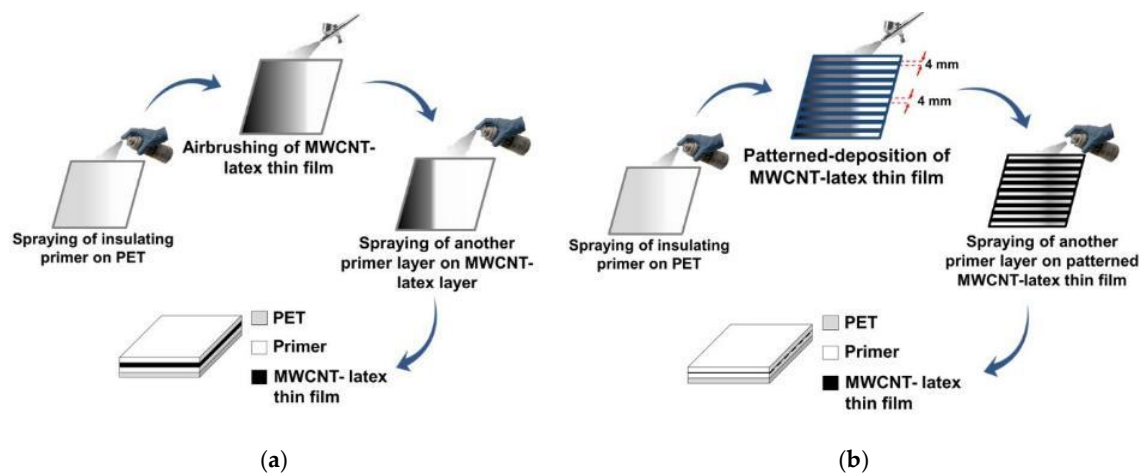 Airbrushing of MWCNT-
latex thin film
Spraying of insulating
primer on PET
Spraying of another
primer layer on MWCNT-
latex layer
PET
Primer
MWCNT- latex
thin film
(a)
4 mm
4 mm
Patterned-deposition of
MWCNT-latex thin film
Spraying of insulating
primer on PET
Spraying of another
primer layer on patterned
MWCNT-latex thin film
PET
Primer
MWCNT- latex
thin film
(b)